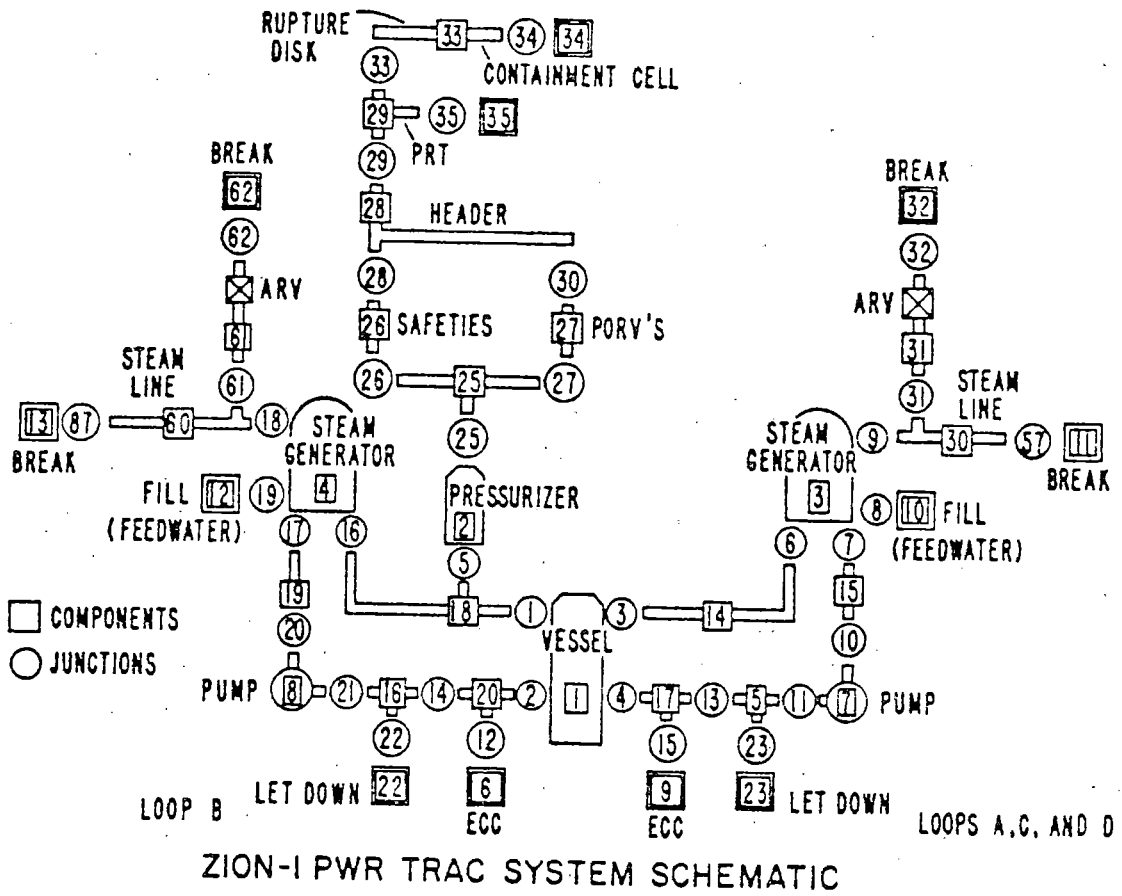 RUPTURE
DISK
33
34
34
CONTAINMENT CELL
33
29
35
35
PRT
29
BREAK
62
28
HEADER
BREAK
32
62
28
30
32
ARV
26
SAFETIES
27
PORV'S
ARV
61
31
STEAM
LINE
61
26
25
27
31
STEAM
LINE
13
87
60
18
STEAM
GENERATOR
4
25
STEAM
GENERATOR
3
9
30
57
11
BREAK
BREAK
FILL
(FEEDWATER)
12
19
PRESSURIZER
2
8
10
FILL
(FEEDWATER)
17
16
5
6
7
19
18
1
VESSEL
3
14
15
COMPONENTS
20
10
JUNCTIONS
PUMP
8
21
16
14
20
2
1
4
17
13
5
11
7
PUMP
22
12
15
23
LOOP B
LET DOWN
22
6
ECC
9
ECC
23
LET DOWN
LOOPS A,C, AND D
ZION-1 PWR TRAC SYSTEM SCHEMATIC